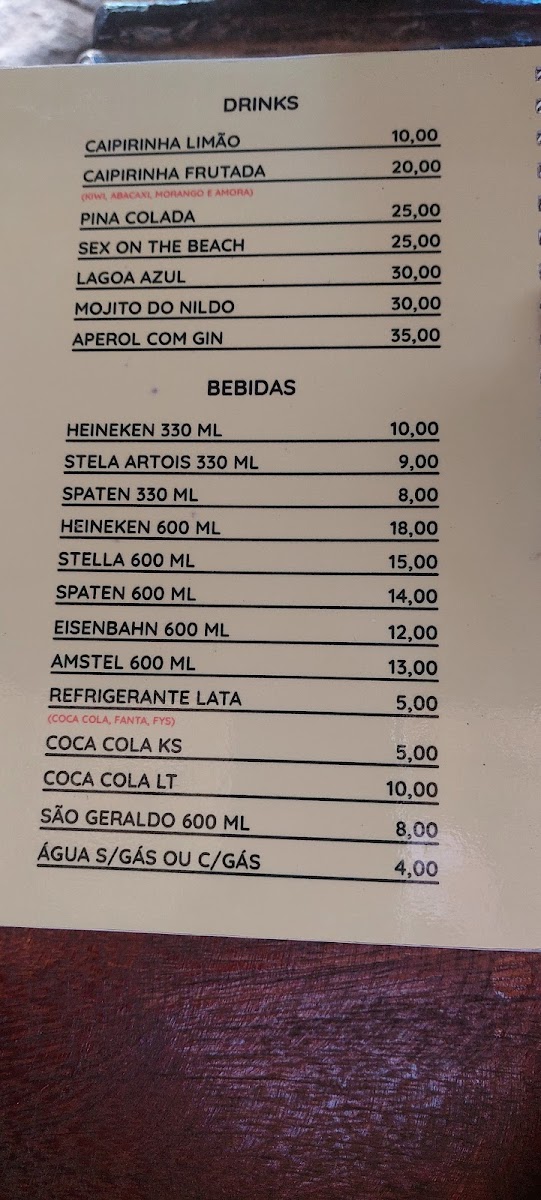 DRINKS
CAIPIRINHA LIMÃO 10,00
CAIPIRINHA FRUTADA 20,00
(KIWI, ABACAXI, MORANGO E AMORA)
PINA COLADA 25,00
SEX ON THE BEACH 25,00
LAGOA AZUL 30,00
MOJITO DO NILDO 30,00
APEROL COM GIN 35,00
BEBIDAS
HEINEKEN 330 ML 10,00
STELA ARTOIS 330 ML 9,00
SPATEN 330 ML 8,00
HEINEKEN 600 ML 18,00
STELLA 600 ML 15,00
SPATEN 600 ML 14,00
EISENBAHN 600 ML 12,00
AMSTEL 600 ML 13,00
REFRIGERANTE LATA 5,00
(COCA COLA, FANTA, FYS)
COCA COLA KS 5,00
COCA COLA LT 10,00
SÃO GERALDO 600 ML 8,00
ÁGUA S/GÁS OU C/GÁS 4,00